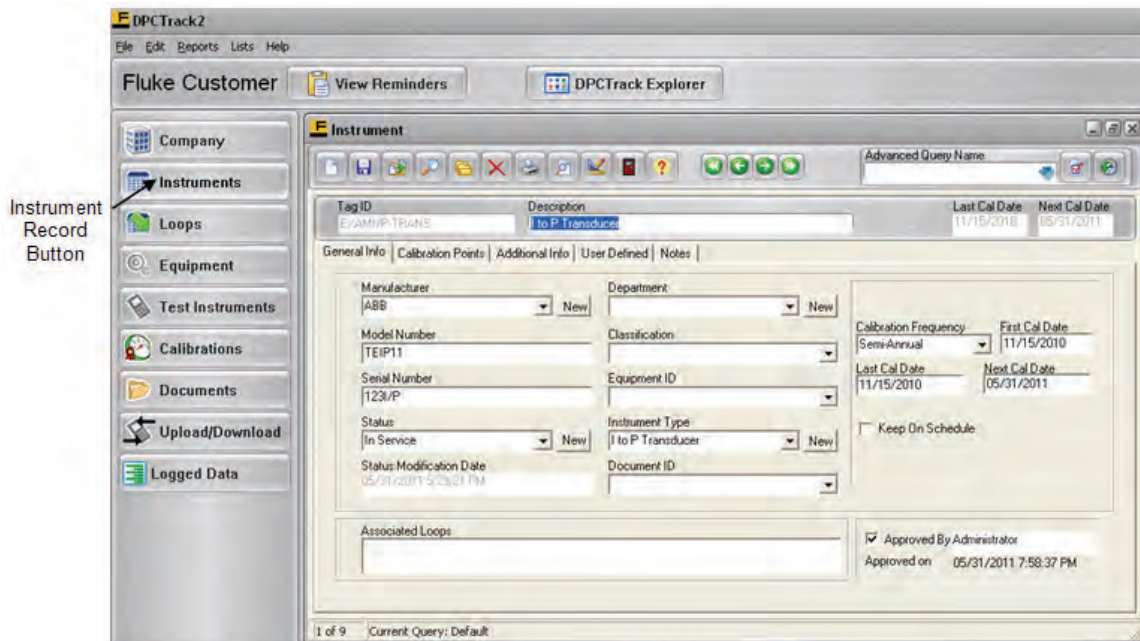 DPCTrack2
File Edit Reports Lists Help
Fluke Customer View Reminders DPCTrack Explorer
Company
Instruments
Loops
Equipment
Test Instruments
Calibrations
Documents
Upload/Download
Logged Data
Instrument
Record
Button
Instrument
Advanced Query Name
Tag ID Description Last Cal Date Next Cal Date
I to P Transducer 11/15/2010 05/31/2011
General Info Calibration Points Additional Info User Defined Notes
Manufacturer Department
ABB New New
Model Number Classification Calibration Frequency First Cal Date
TEIP11 Semi-Annual 11/15/2010
Serial Number Equipment ID Last Cal Date Next Cal Date
123I/P 11/15/2010 05/31/2011
Status Instrument Type Keep On Schedule
In Service New I to P Transducer New
Status Modification Date Document ID
Associated Loops Approved By Administrator
Approved on 05/31/2011 7:58:37 PM
1 of 9 Current Query: Default